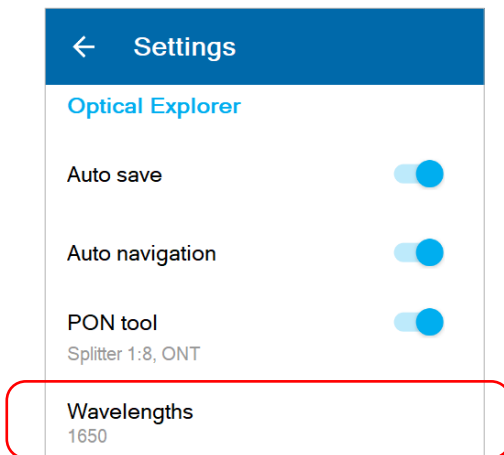 Settings
Optical Explorer
Auto save
Auto navigation
PON tool
Splitter 1:8, ONT
Wavelengths
1650